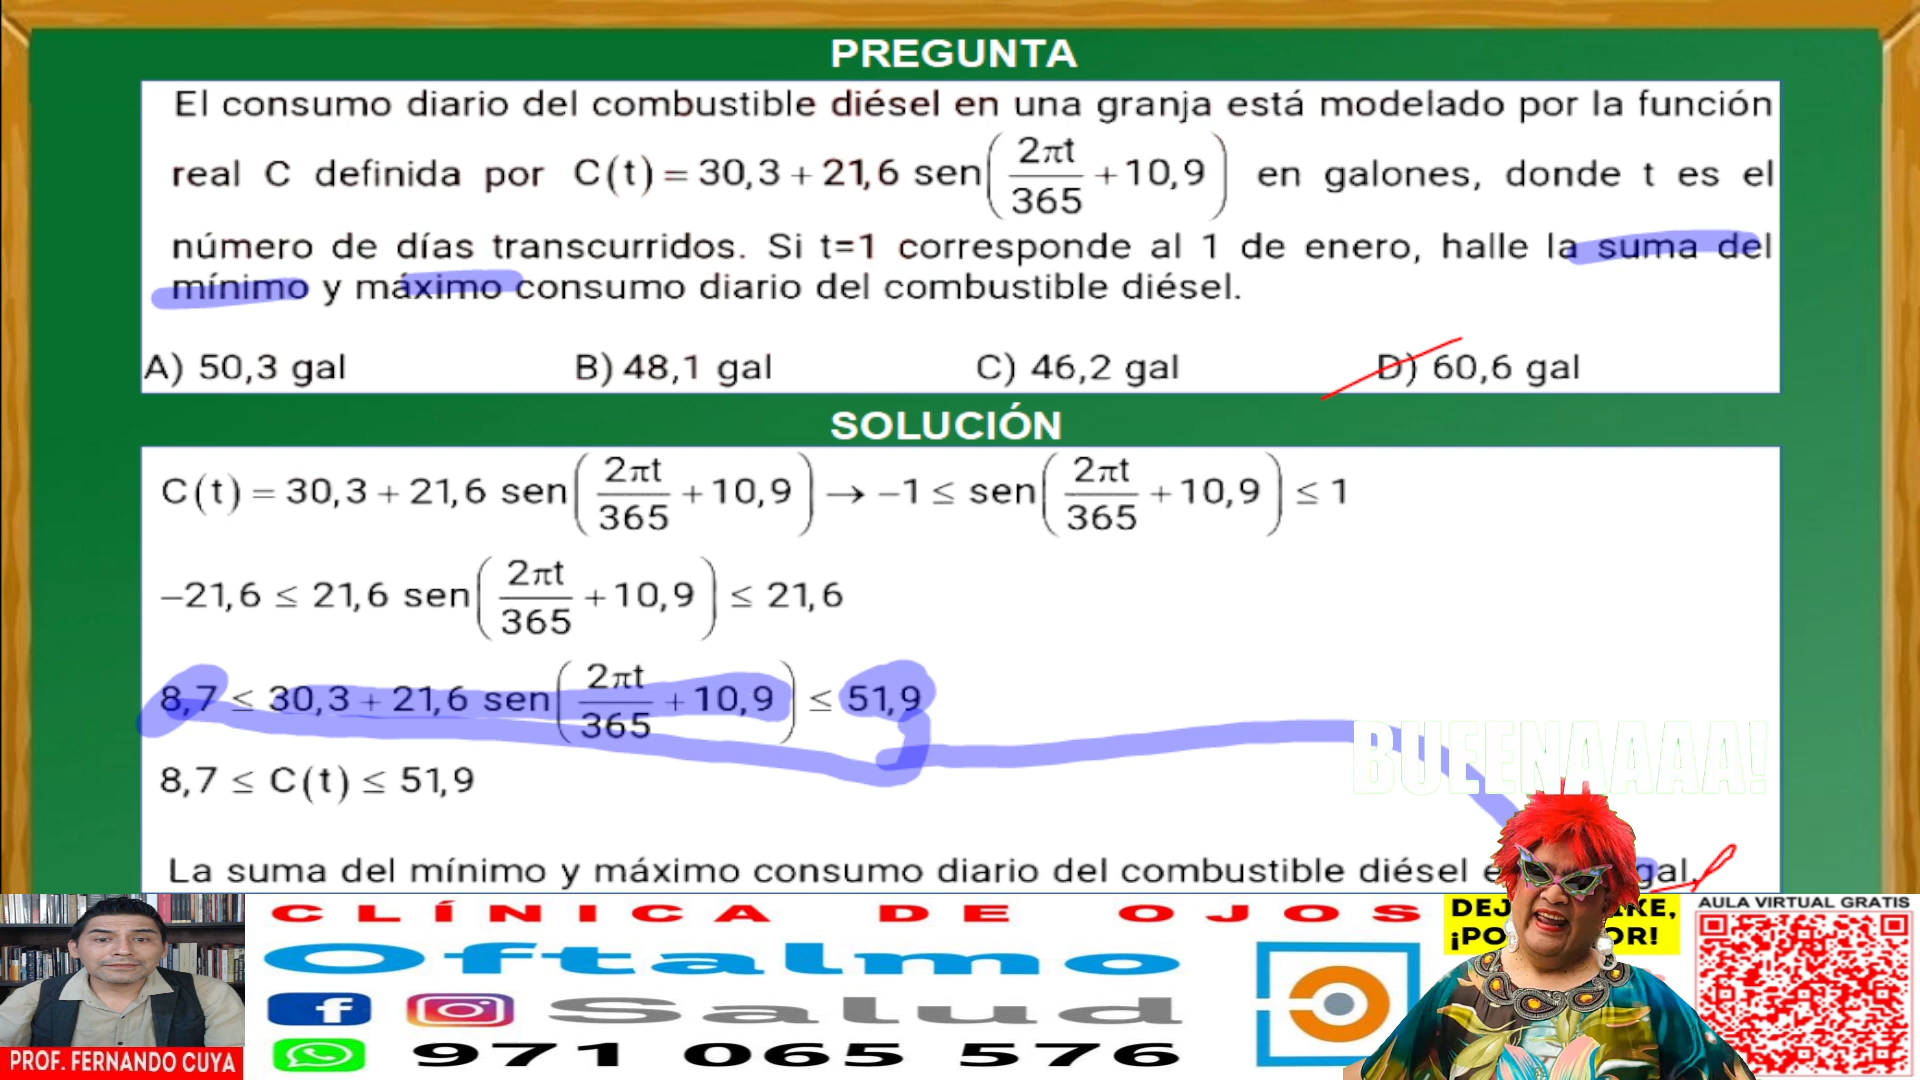 PREGUNTA
El consumo diario del combustible diésel en una granja está modelado por la función
real C definida por C(t) = 30,3 + 21,6 sen(2πt/365 + 10,9) en galones, donde t es el
número de días transcurridos. Si t=1 corresponde al 1 de enero, halle la suma del
mínimo y máximo consumo diario del combustible diésel.
A) 50,3 gal B) 48,1 gal C) 46,2 gal D) 60,6 gal
SOLUCIÓN
C(t) = 30,3 + 21,6 sen(2πt/365 + 10,9) → −1 ≤ sen(2πt/365 + 10,9) ≤ 1
−21,6 ≤ 21,6 sen(2πt/365 + 10,9) ≤ 21,6
8,7 ≤ 30,3 + 21,6 sen(2πt/365 + 10,9) ≤ 51,9
8,7 ≤ C(t) ≤ 51,9
BUEENAAAA!
La suma del mínimo y máximo consumo diario del combustible diésel gal.
CLÍNICA DE OJOS
Oftalmo
Salud
971 065 576
PROF. FERNANDO CUYA
AULA VIRTUAL GRATIS